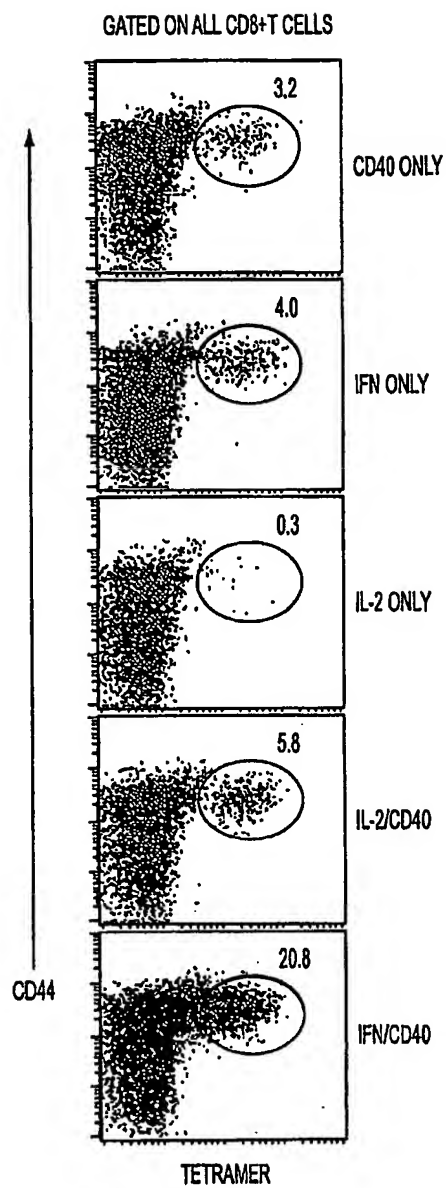 GATED ON ALL CD8+T CELLS
3.2
CD40 ONLY
4.0
IFN ONLY
0.3
IL-2 ONLY
5.8
IL-2/CD40
20.8
IFN/CD40
CD44
TETRAMER